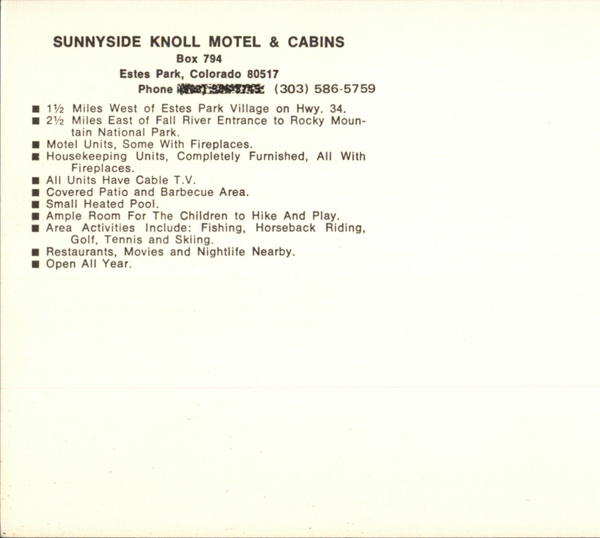 SUNNYSIDE KNOLL MOTEL & CABINS
Box 794
Estes Park, Colorado 80517
Phone (303) 586-5759
■ 1½ Miles West of Estes Park Village on Hwy. 34.
■ 2½ Miles East of Fall River Entrance to Rocky Moun-
tain National Park.
■ Motel Units, Some With Fireplaces.
■ Housekeeping Units, Completely Furnished, All With
Fireplaces.
■ All Units Have Cable T.V.
■ Covered Patio and Barbecue Area.
■ Small Heated Pool.
■ Ample Room For The Children to Hike And Play.
■ Area Activities Include: Fishing, Horseback Riding,
Golf, Tennis and Skiing.
■ Restaurants, Movies and Nightlife Nearby.
■ Open All Year.